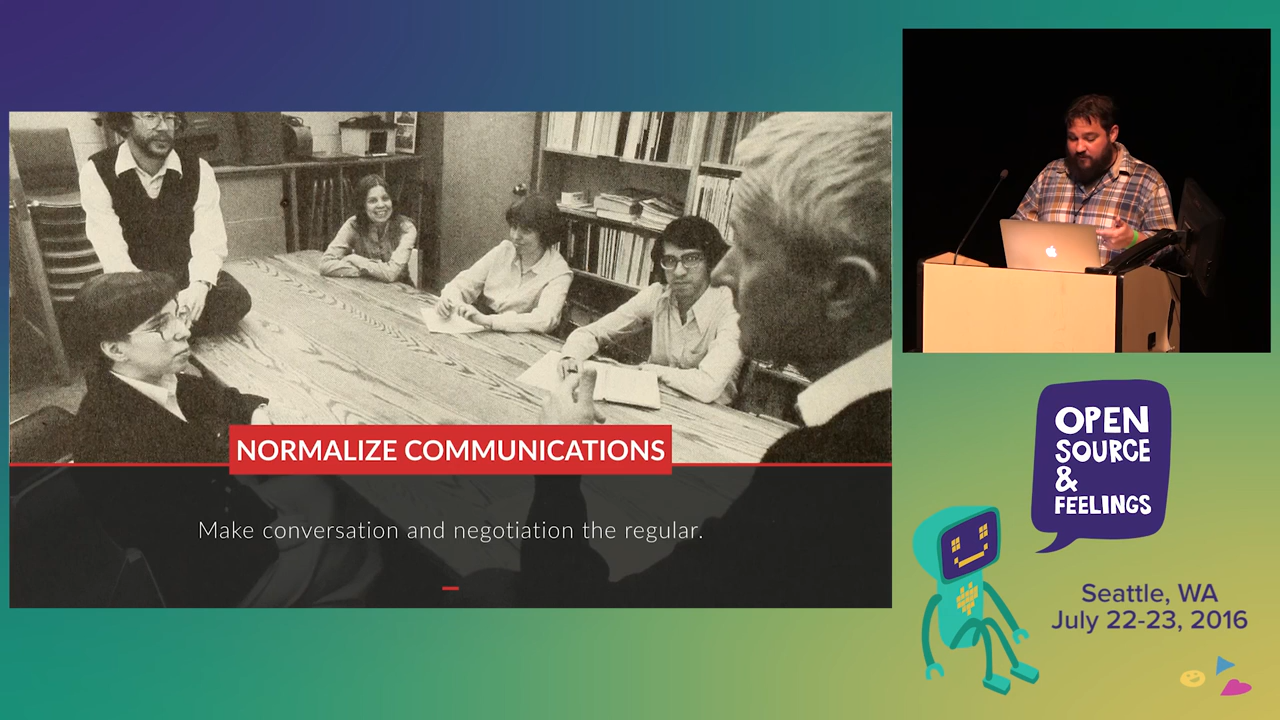 NORMALIZE COMMUNICATIONS
Make conversation and negotiation the regular.
OPEN
SOURCE
&
FEELINGS
Seattle, WA
July 22-23, 2016